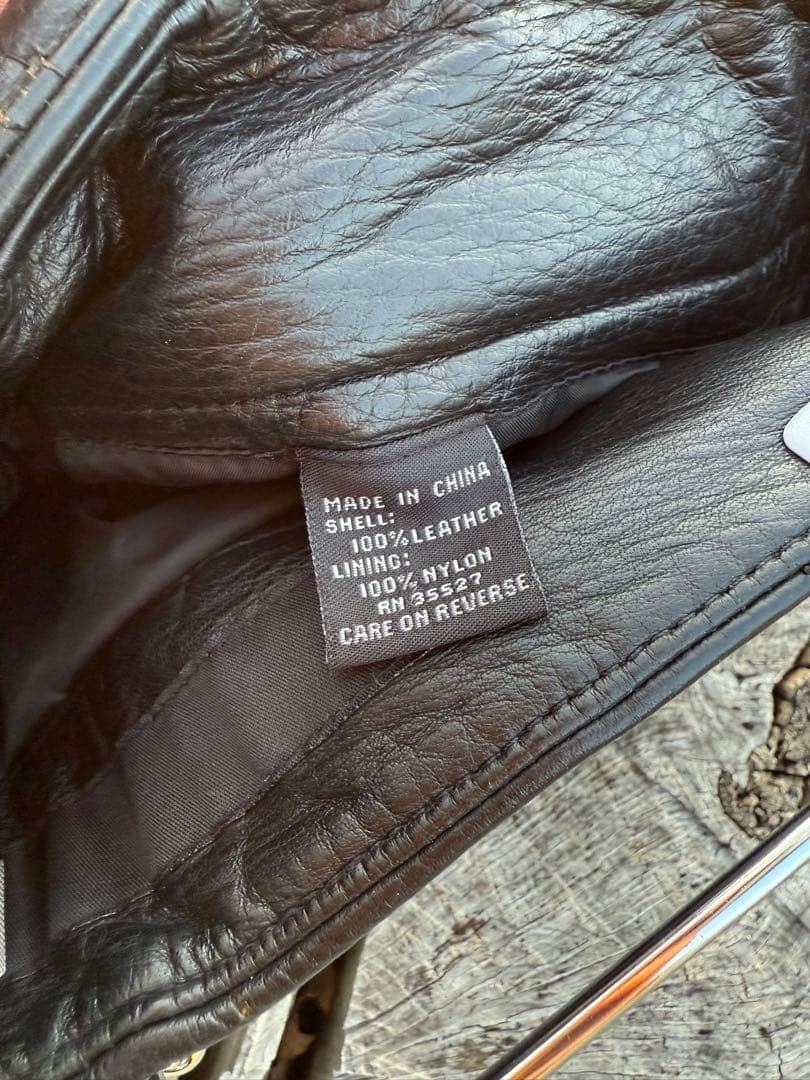 MADE IN CHINA
SHELL:
100% LEATHER
LINING:
100% NYLON
RN 35527
CARE ON REVERSE